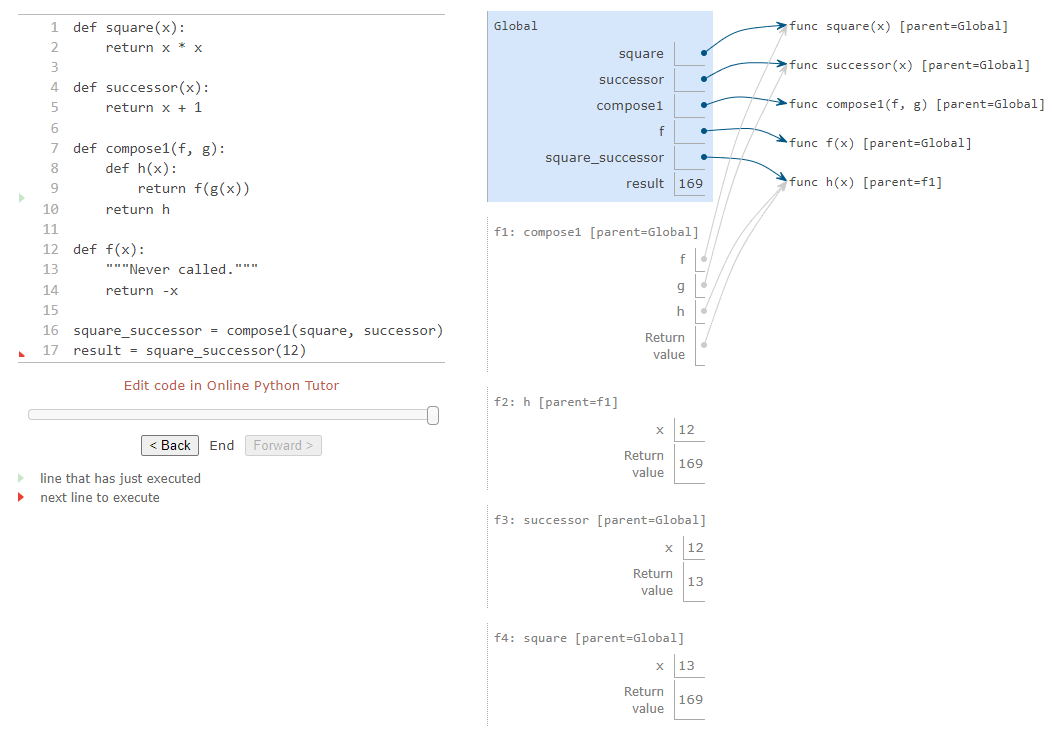 1 def square(x):
2     return x * x
3
4 def successor(x):
5     return x + 1
6
7 def compose1(f, g):
8     def h(x):
9         return f(g(x))
10     return h
11
12 def f(x):
13     """Never called."""
14     return -x
15
16 square_successor = compose1(square, successor)
17 result = square_successor(12)
Edit code in Online Python Tutor
< Back End Forward >
line that has just executed
next line to execute
Global
square
successor
compose1
f
square_successor
result 169
func square(x) [parent=Global]
func successor(x) [parent=Global]
func compose1(f, g) [parent=Global]
func f(x) [parent=Global]
func h(x) [parent=f1]
f1: compose1 [parent=Global]
f
g
h
Return
value
f2: h [parent=f1]
x 12
Return
value 169
f3: successor [parent=Global]
x 12
Return
value 13
f4: square [parent=Global]
x 13
Return
value 169